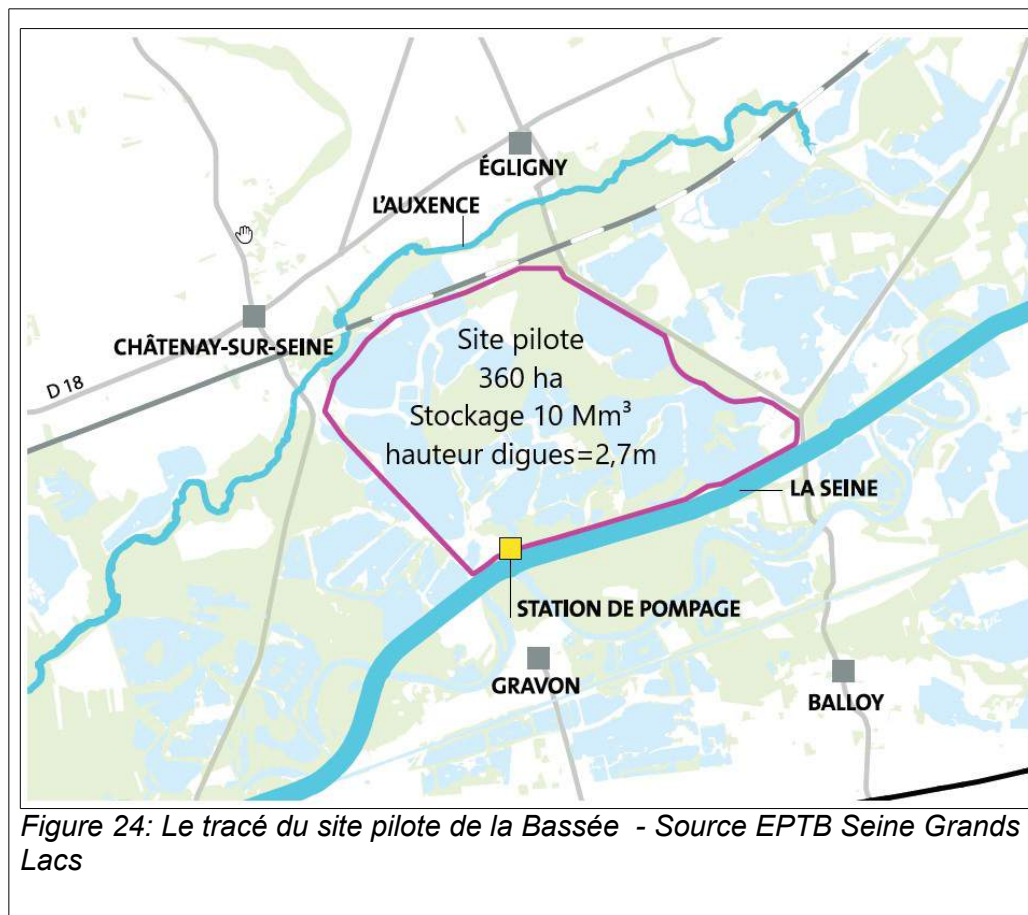 ÉGLIGNY
L'AUXENCE
CHÂTENAY-SUR-SEINE
D 18
Site pilote
360 ha
Stockage 10 Mm³
hauteur digues=2,7m
LA SEINE
STATION DE POMPAGE
GRAVON
BALLOY
Figure 24: Le tracé du site pilote de la Bassée - Source EPTB Seine Grands
Lacs